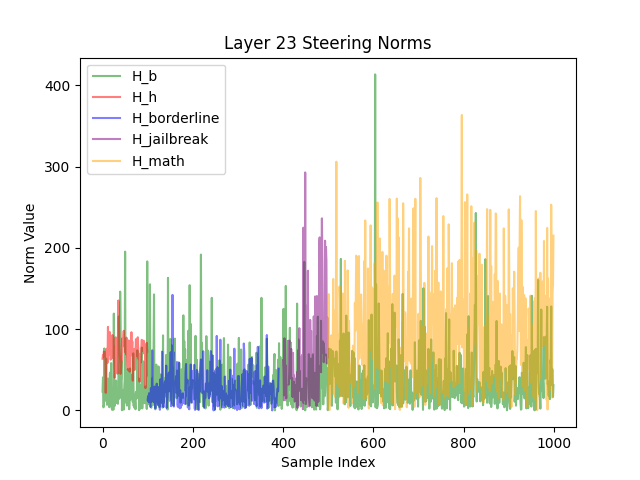 Layer 23 Steering Norms
H_b
H_h
H_borderline
H_jailbreak
H_math
Norm Value
400
300
200
100
0
0 200 400 600 800 1000
Sample Index